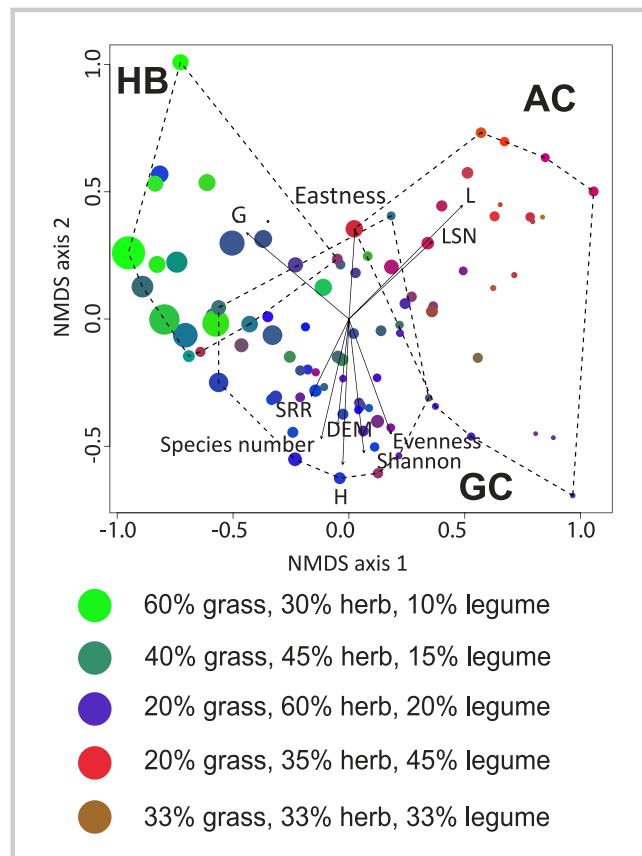 HB
AC
1.0
0.5
0.0
-0.5
NMDS axis 2
Eastness
G
L
LSN
SRR
DEM
Species number
Evenness
Shannon
H
GC
-1.0 -0.5 0.0 0.5 1.0
NMDS axis 1
60% grass, 30% herb, 10% legume
40% grass, 45% herb, 15% legume
20% grass, 60% herb, 20% legume
20% grass, 35% herb, 45% legume
33% grass, 33% herb, 33% legume